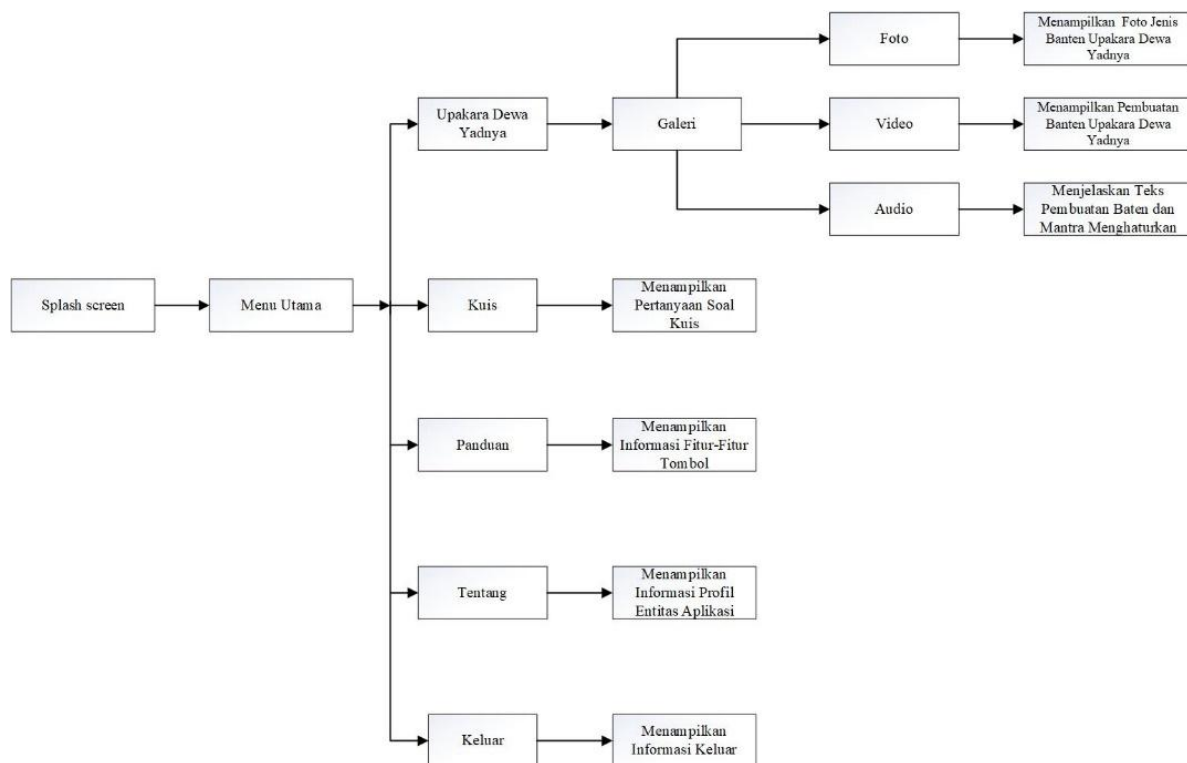 Foto
Menampilkan Foto Jenis
Banten Upakara Dewa
Yadnya
Upakara Dewa
Yadnya
Galeri
Video
Menampilkan Pembuatan
Banten Upakara Dewa
Yadnya
Audio
Menjelaskan Teks
Pembuatan Baten dan
Mantra Menghaturkan
Splash screen
Menu Utama
Kuis
Menampilkan
Pertanyaan Soal
Kuis
Panduan
Menampilkan
Informasi Fitur-Fitur
Tombol
Tentang
Menampilkan
Informasi Profil
Entitas Aplikasi
Keluar
Menampilkan
Informasi Keluar